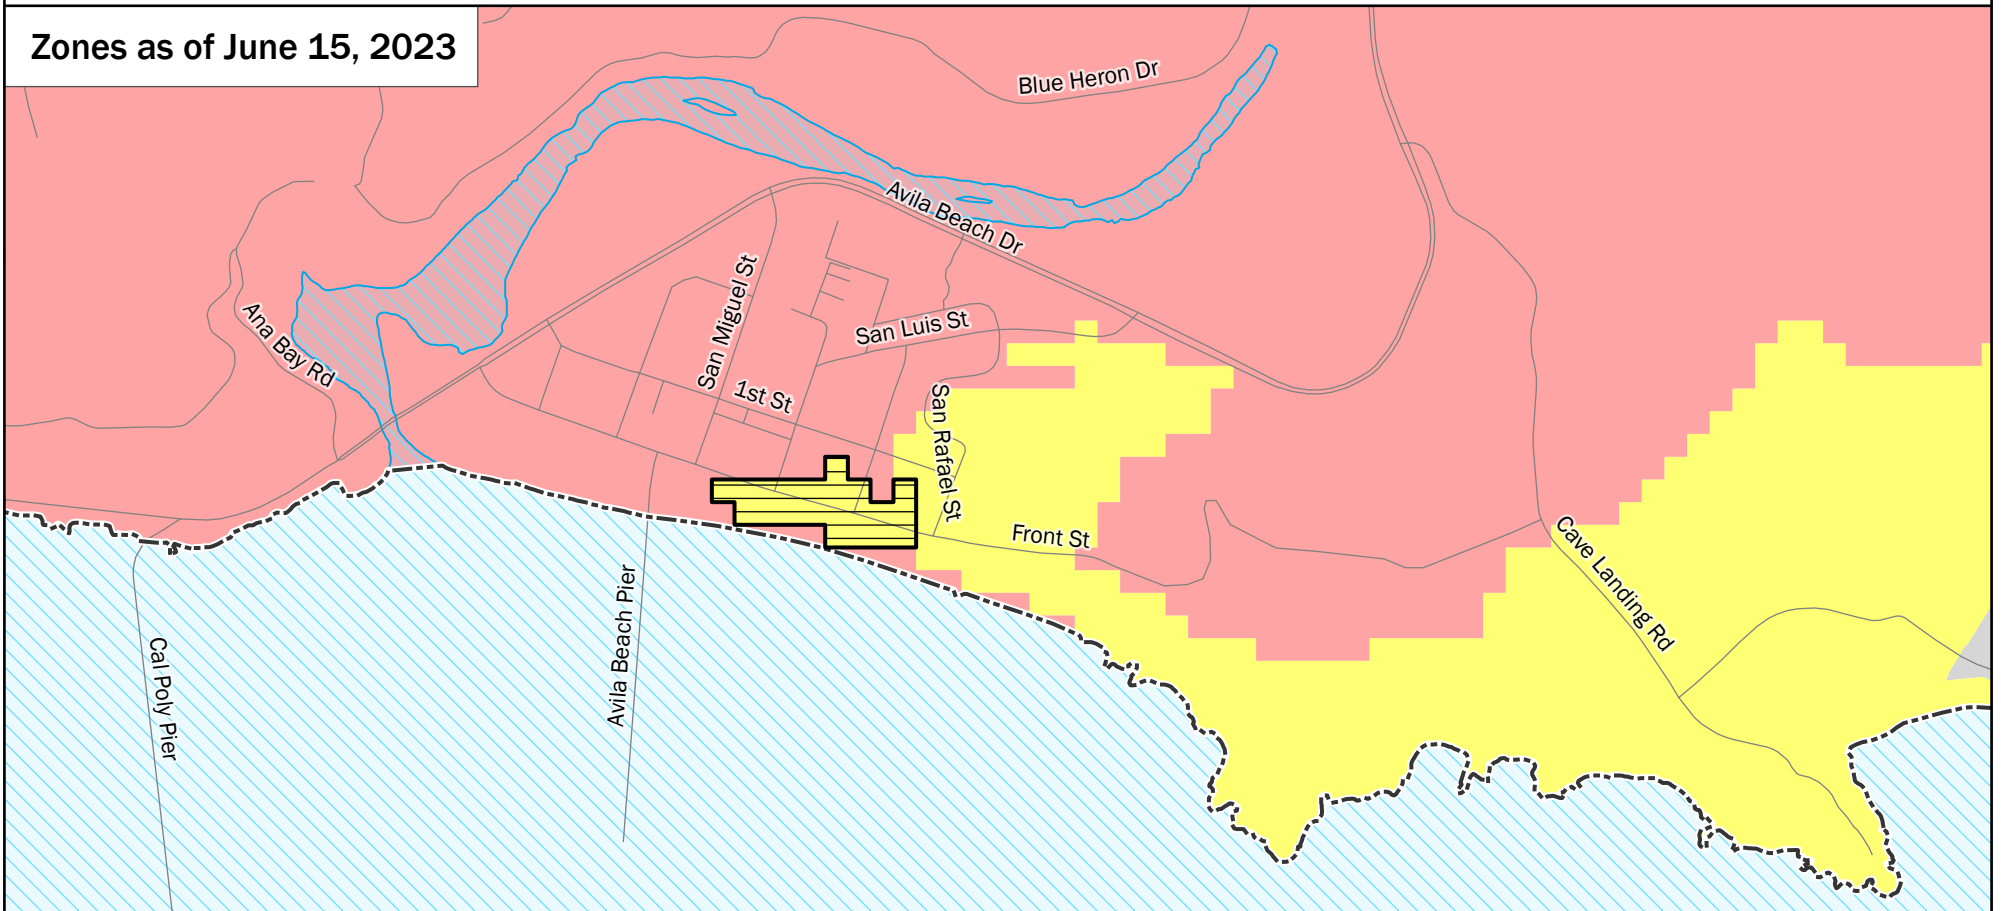 Zones as of June 15, 2023
Blue Heron Dr
Avila Beach Dr
San Miguel St
Ana Bay Rd
San Luis St
1st St
San Rafael St
Front St
Cave Landing Rd
Avila Beach Pier
Cal Poly Pier